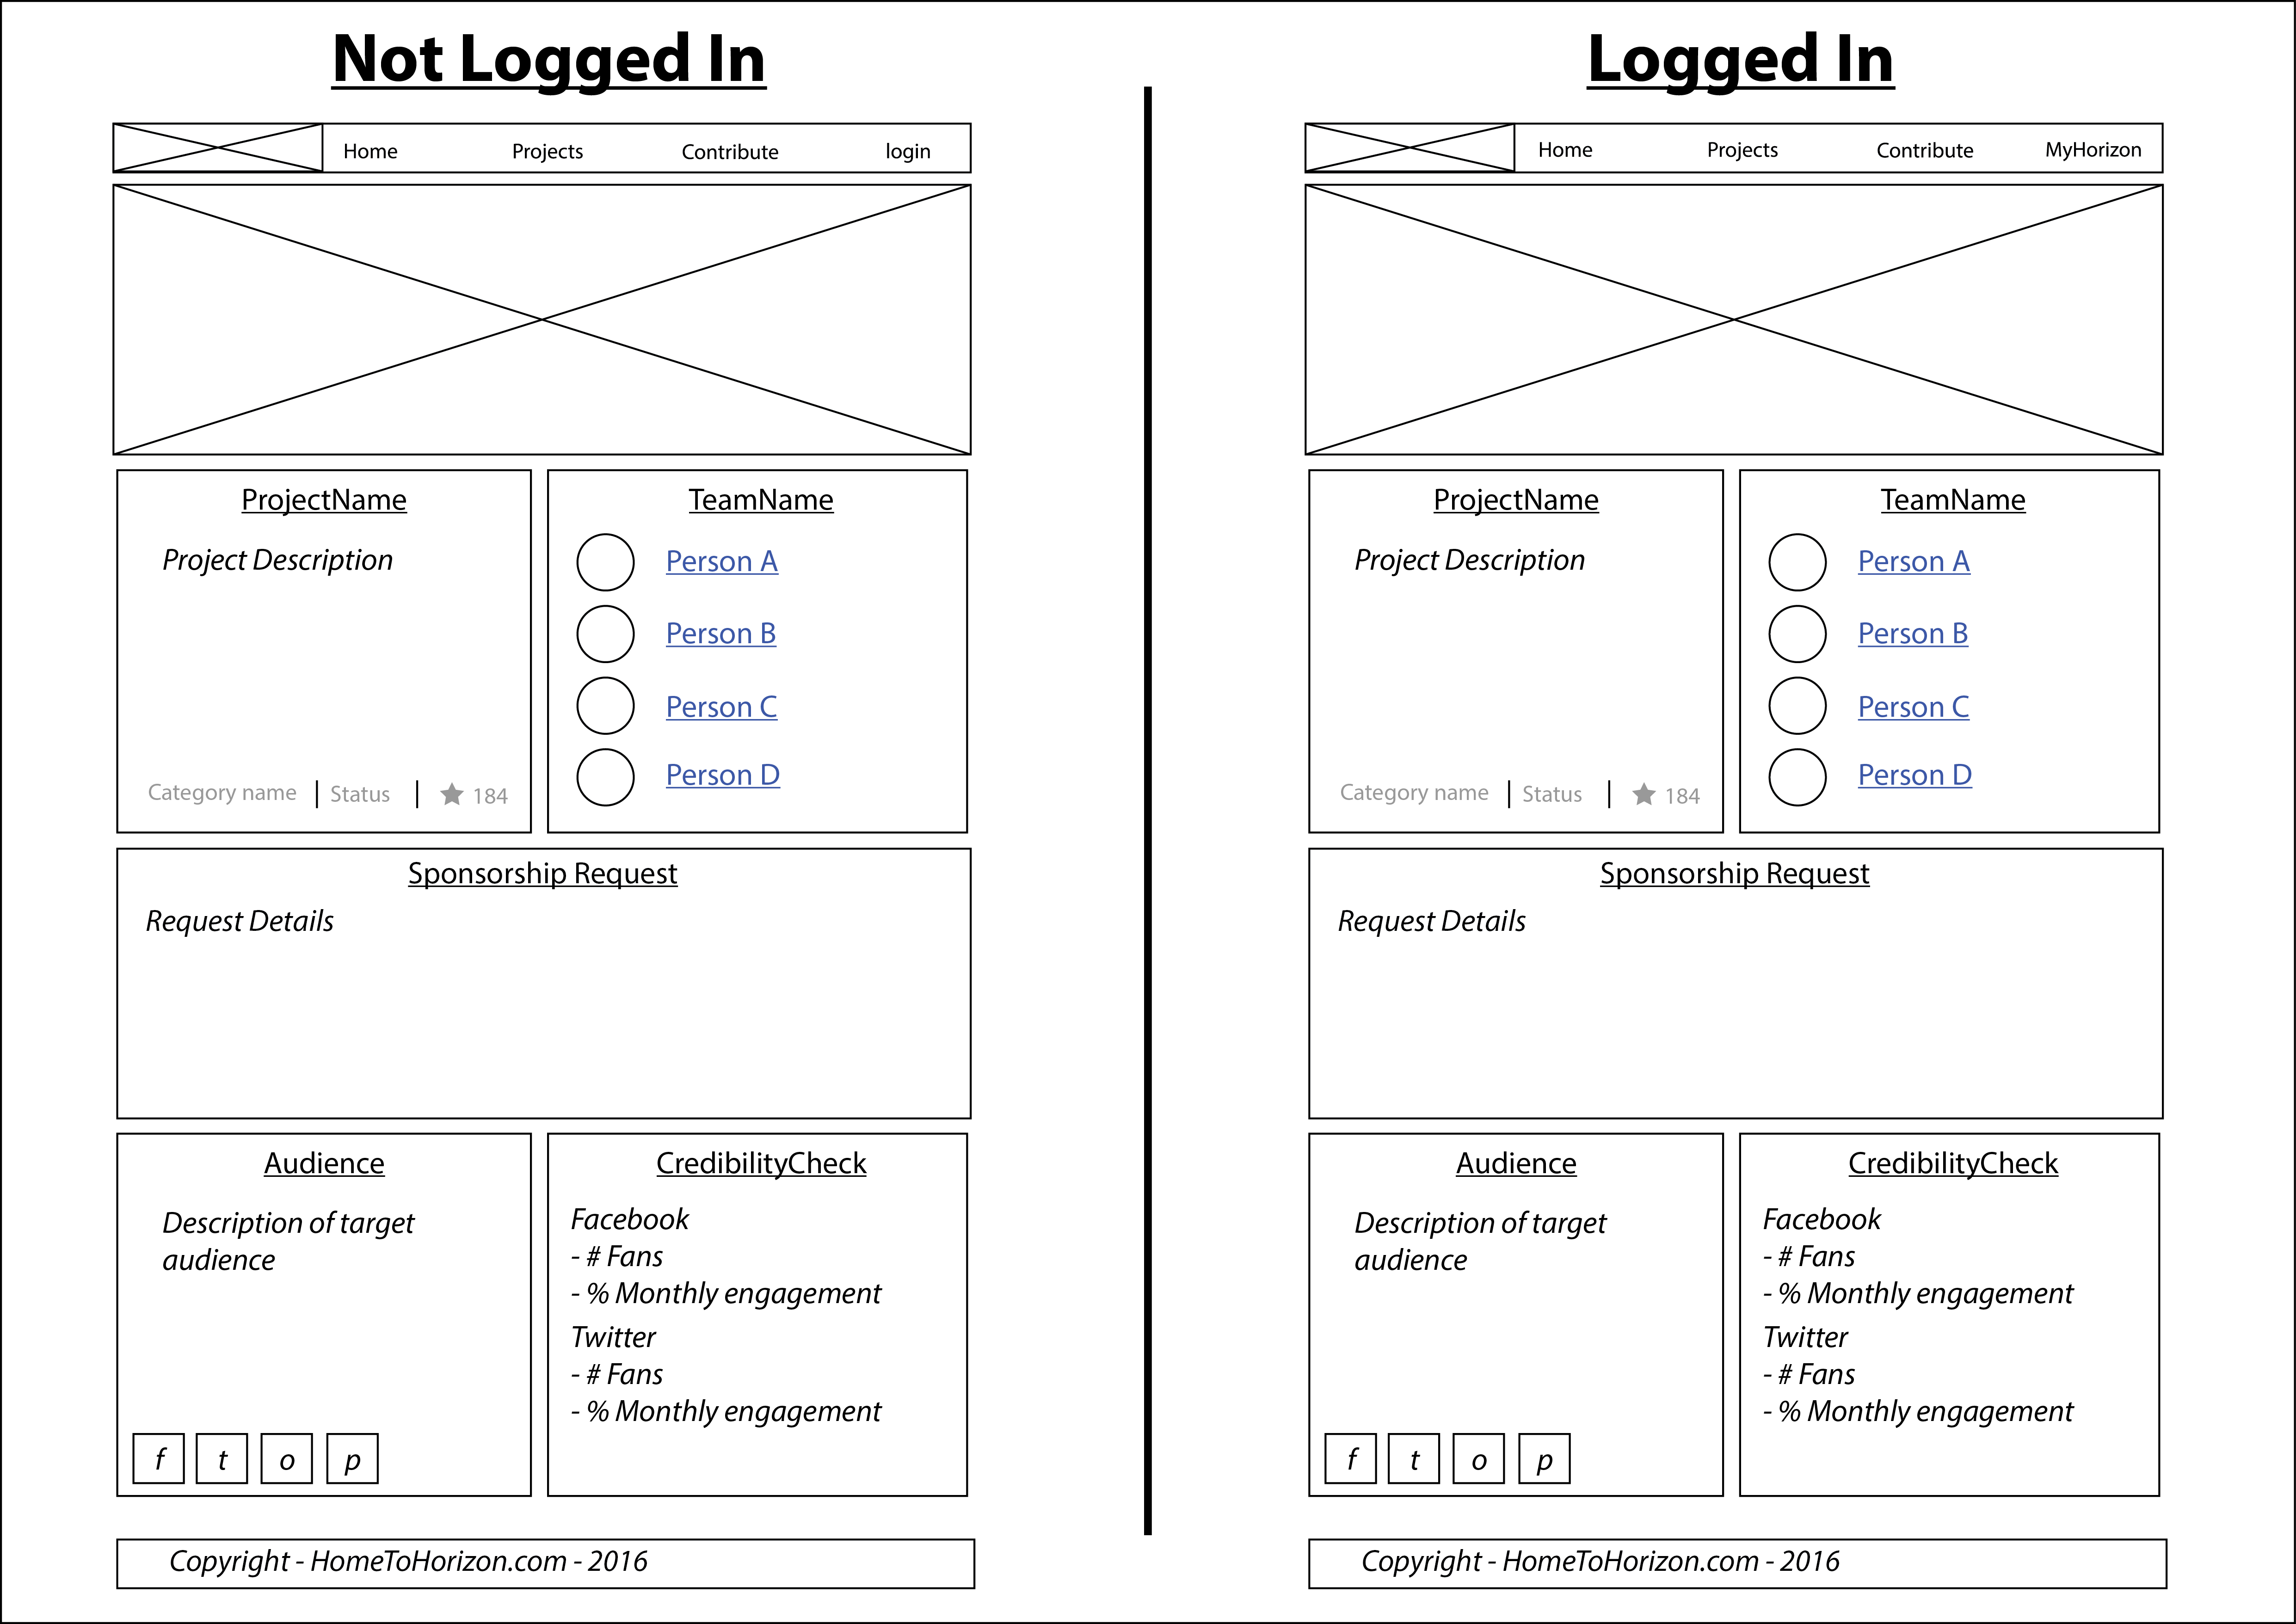 Not Logged In
Home Projects Contribute login
ProjectName
Project Description
Category name | Status | 184
TeamName
Person A
Person B
Person C
Person D
Sponsorship Request
Request Details
Audience
Description of target
audience
f t o p
CredibilityCheck
Facebook
- # Fans
- % Monthly engagement
Twitter
- # Fans
- % Monthly engagement
Copyright - HomeToHorizon.com - 2016
Logged In
Home Projects Contribute MyHorizon
ProjectName
Project Description
Category name | Status | 184
TeamName
Person A
Person B
Person C
Person D
Sponsorship Request
Request Details
Audience
Description of target
audience
f t o p
CredibilityCheck
Facebook
- # Fans
- % Monthly engagement
Twitter
- # Fans
- % Monthly engagement
Copyright - HomeToHorizon.com - 2016